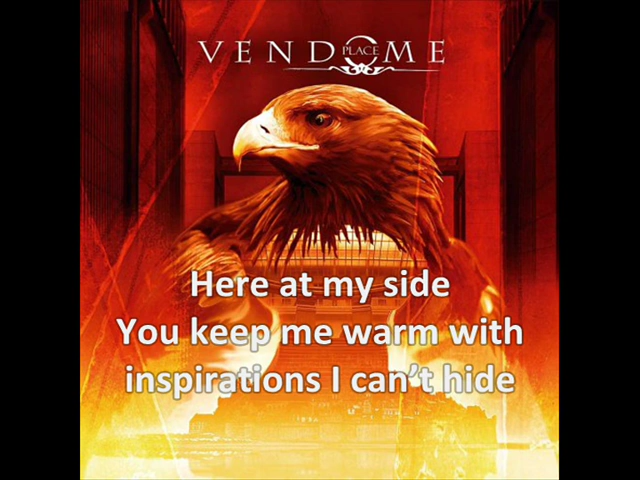 VENDOME
PLACE
Here at my side
You keep me warm with
inspirations I can't hide